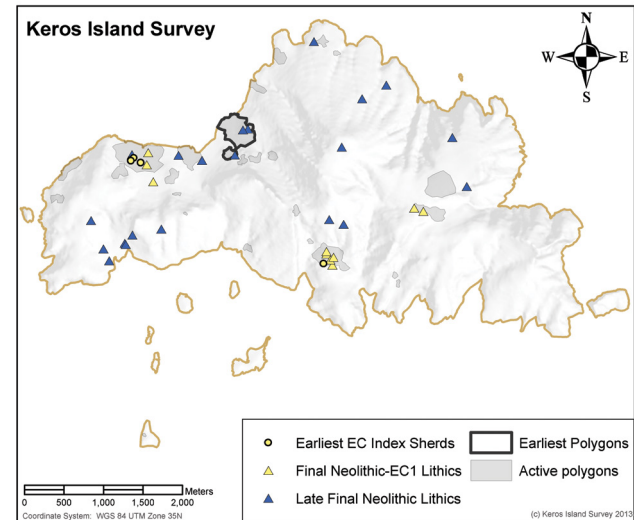 Keros Island Survey
N
W E
S
Earliest EC Index Sherds
Final Neolithic-EC1 Lithics
Late Final Neolithic Lithics
Earliest Polygons
Active polygons
Meters
0 500 1,000 1,500 2,000
Coordinate System: WGS 84 UTM Zone 35N
(c) Keros Island Survey 2013